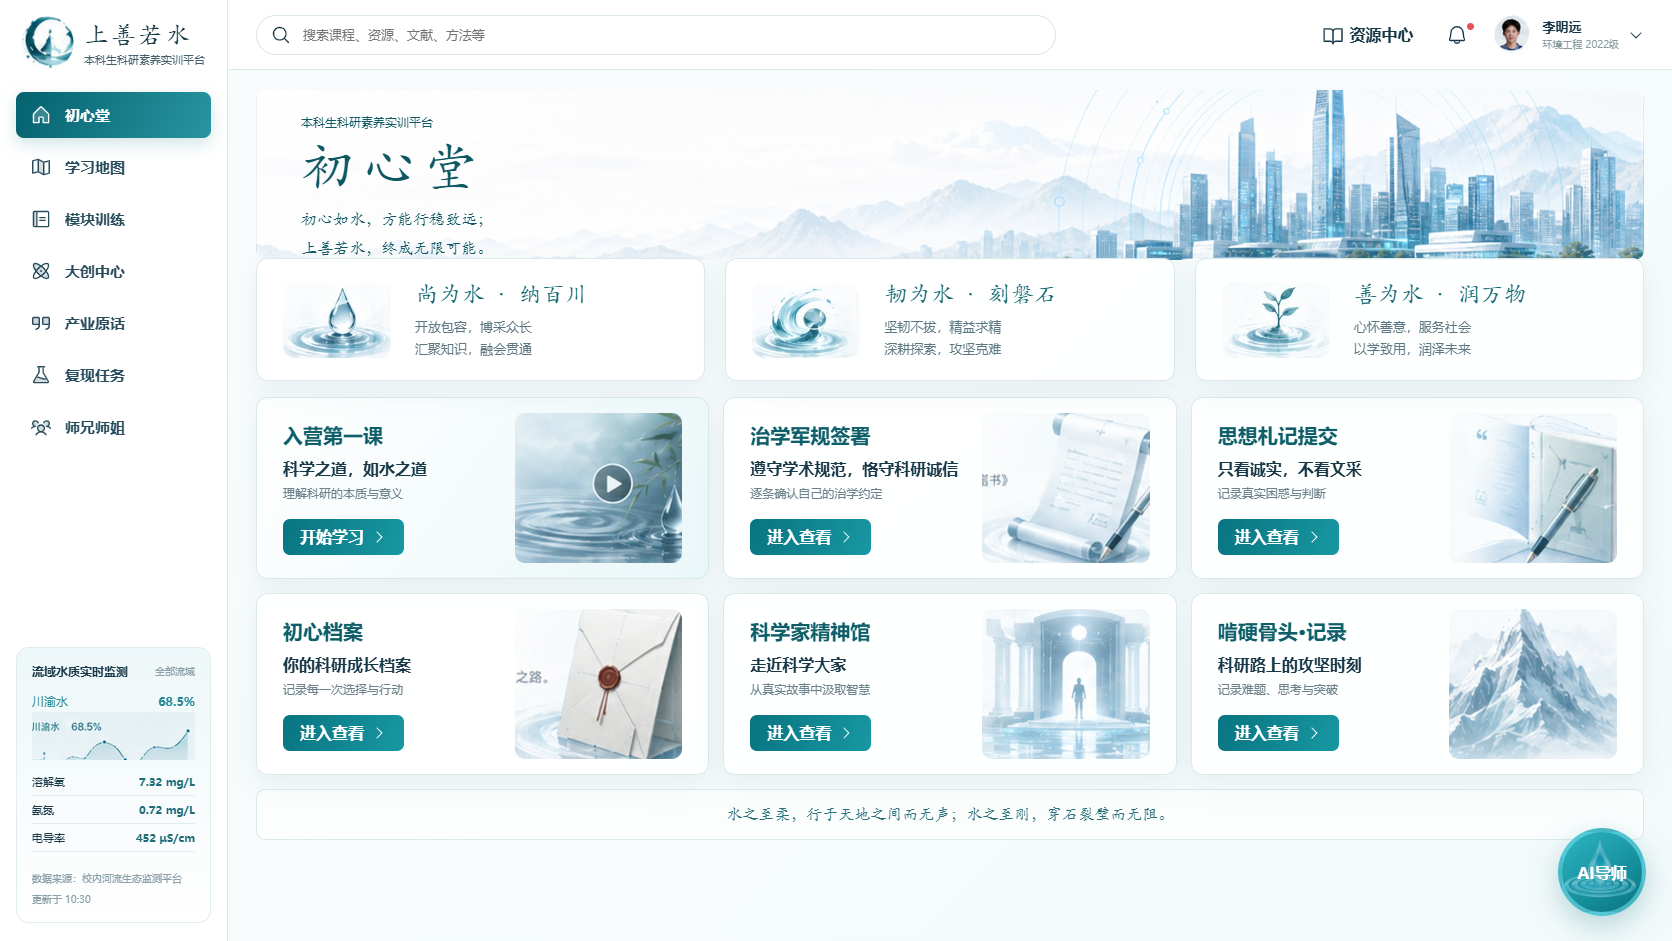 上善若水
本科生科研素养实训平台
搜索课程、资源、文献、方法等
资源中心
李明远
环境工程 2022级
初心堂
学习地图
模块训练
大创中心
产业原话
复现任务
师兄师姐
本科生科研素养实训平台
初心堂
初心如水，方能行稳致远；
上善若水，终成无限可能。
尚为水 · 纳百川
开放包容，博采众长
汇聚知识，融会贯通
韧为水 · 刻磐石
坚韧不拔，精益求精
深耕探索，攻坚克难
善为水 · 润万物
心怀善意，服务社会
以学致用，润泽未来
入营第一课
科学之道，如水之道
理解科研的本质与意义
开始学习
治学军规签署
遵守学术规范，恪守科研诚信
逐条确认自己的治学约定
进入查看
诺书》
思想札记提交
只看诚实，不看文采
记录真实困惑与判断
进入查看
初心档案
你的科研成长档案
记录每一次选择与行动
进入查看
之路。
科学家精神馆
走近科学大家
从真实故事中汲取智慧
进入查看
啃硬骨头•记录
科研路上的攻坚时刻
记录难题、思考与突破
进入查看
流域水质实时监测 全部流域
川渝水 68.5%
川渝水 68.5%
溶解氧 7.32 mg/L
氨氮 0.72 mg/L
电导率 452 μS/cm
数据来源：校内河流生态监测平台
更新于 10:30
水之至柔，行于天地之间而无声；水之至刚，穿石裂壁而无阻。
AI导师